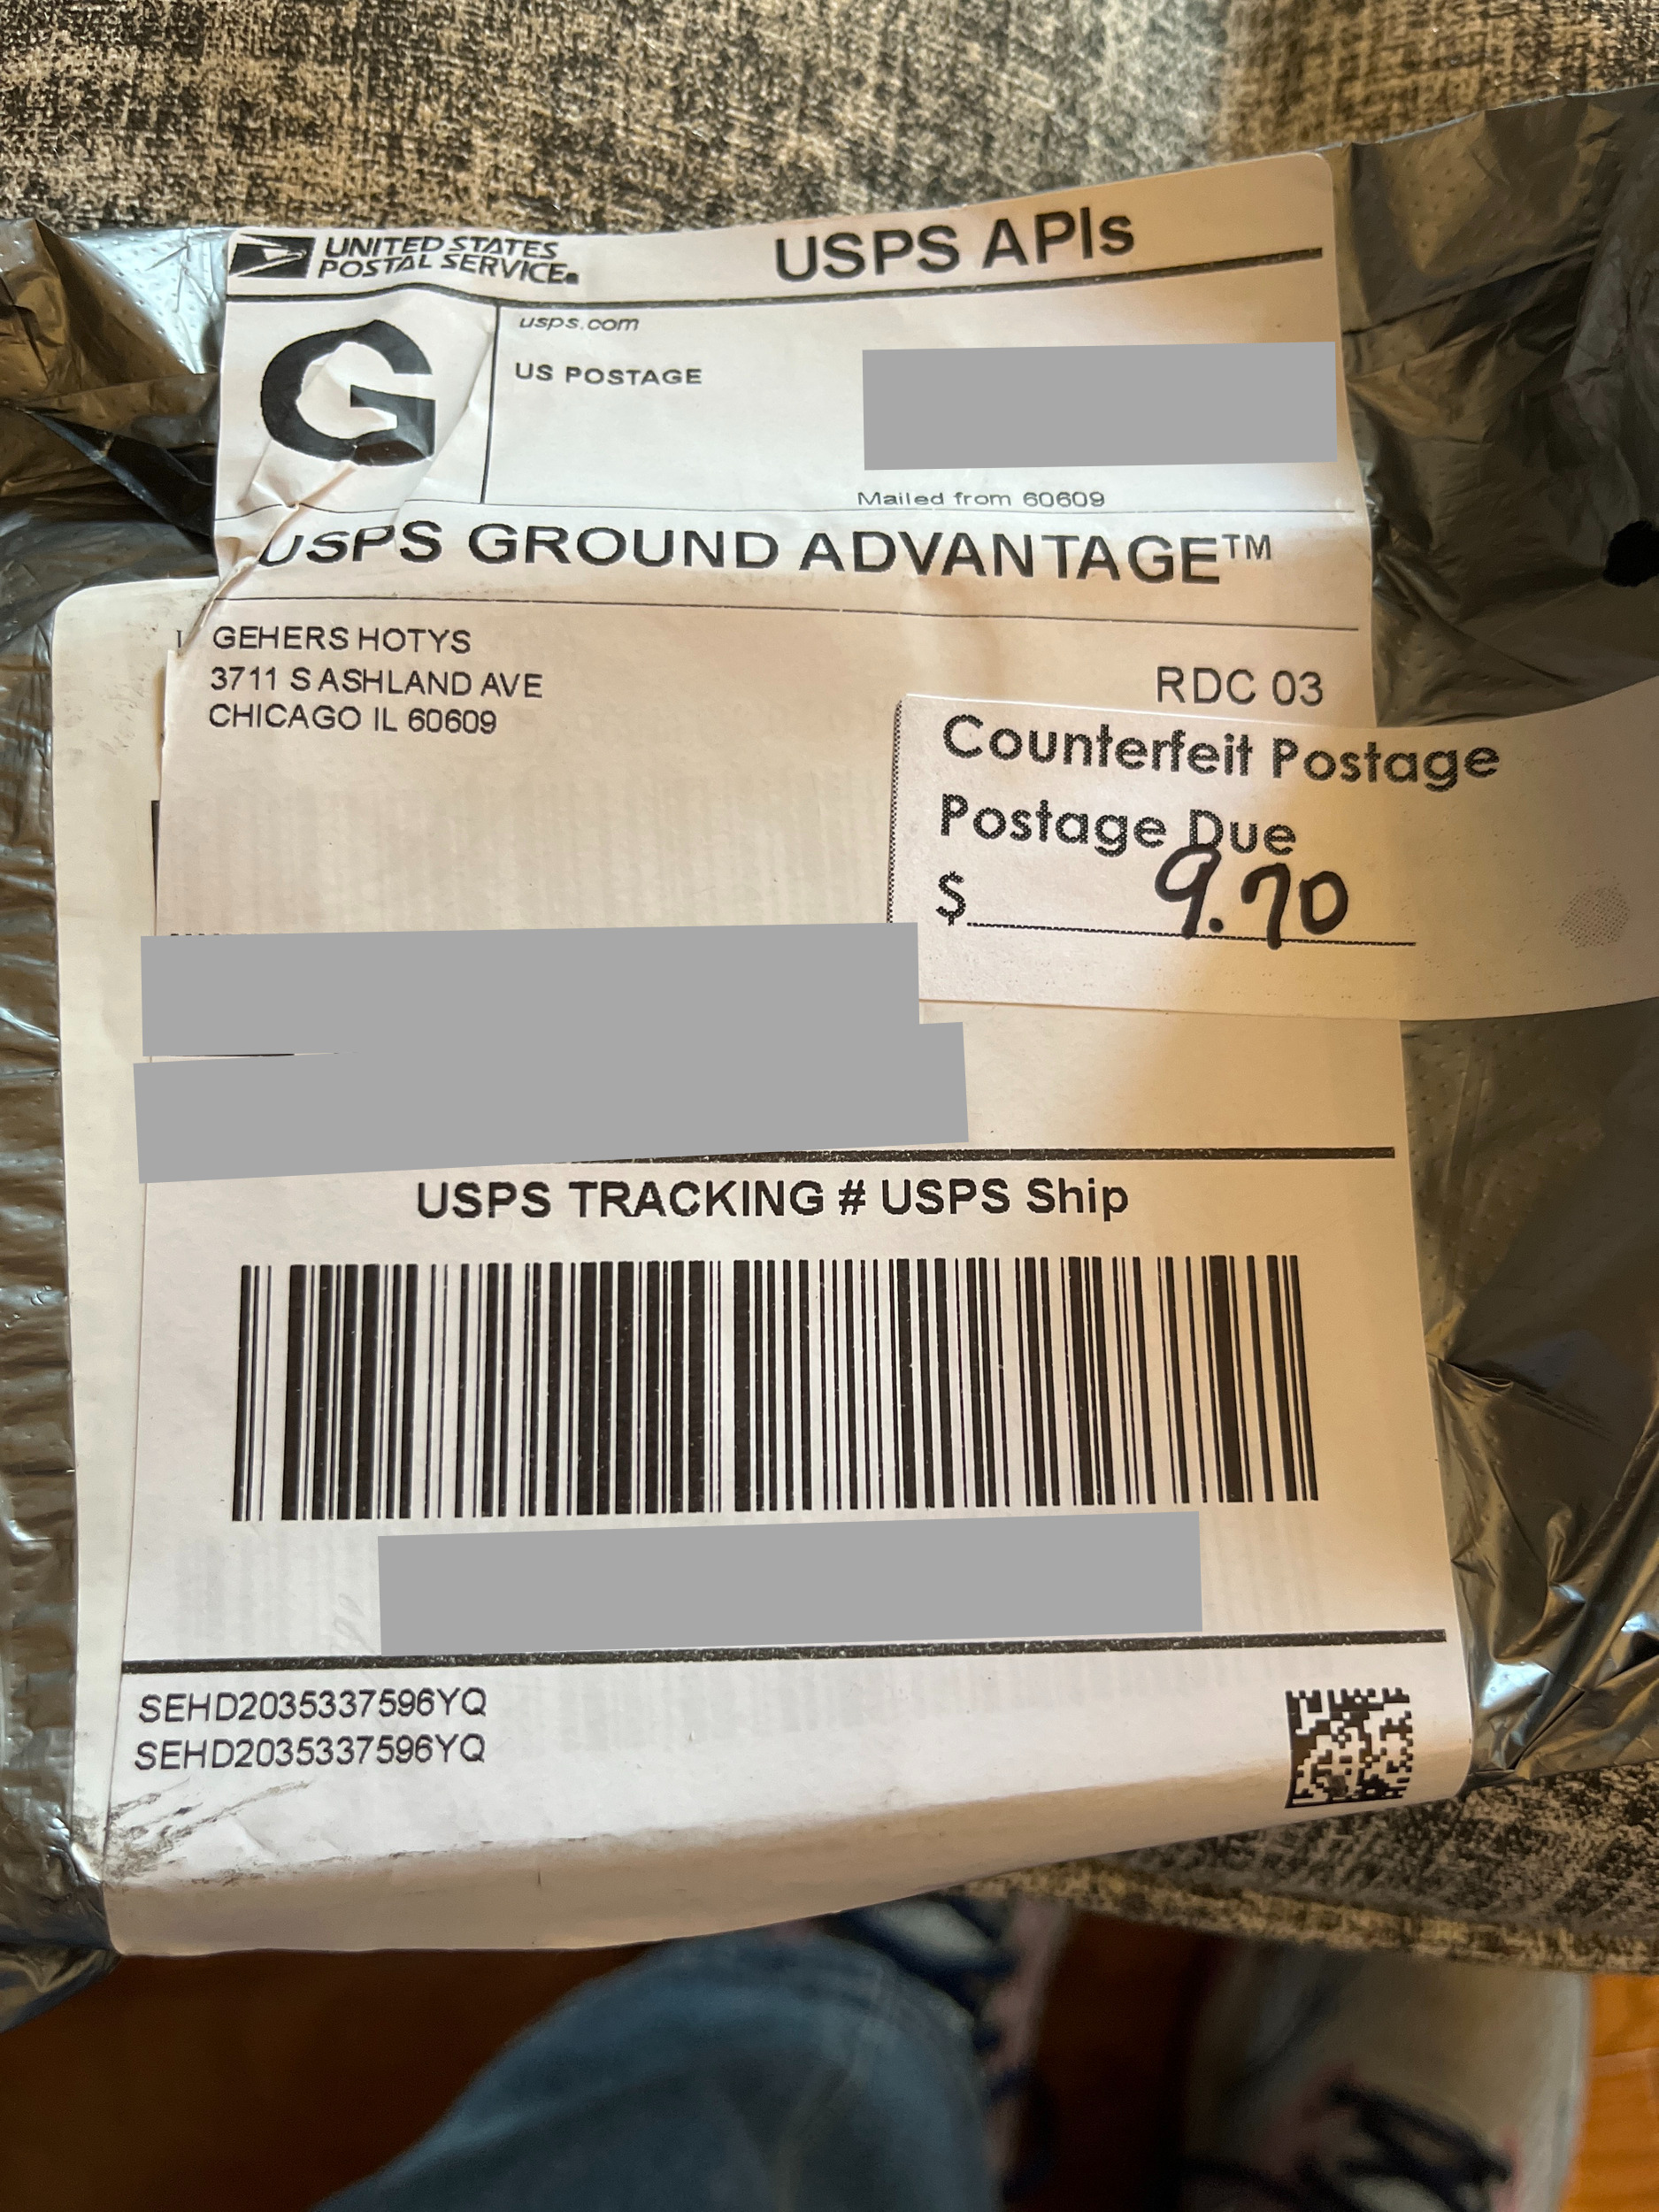 UNITED STATES
POSTAL SERVICE®
USPS APIs
G
usps.com
US POSTAGE
Mailed from 60609
USPS GROUND ADVANTAGE™
GEHERS HOTYS
3711 S ASHLAND AVE
CHICAGO IL 60609
RDC 03
Counterfeit Postage
Postage Due
$ 9.70
USPS TRACKING # USPS Ship
SEHD2035337596YQ
SEHD2035337596YQ